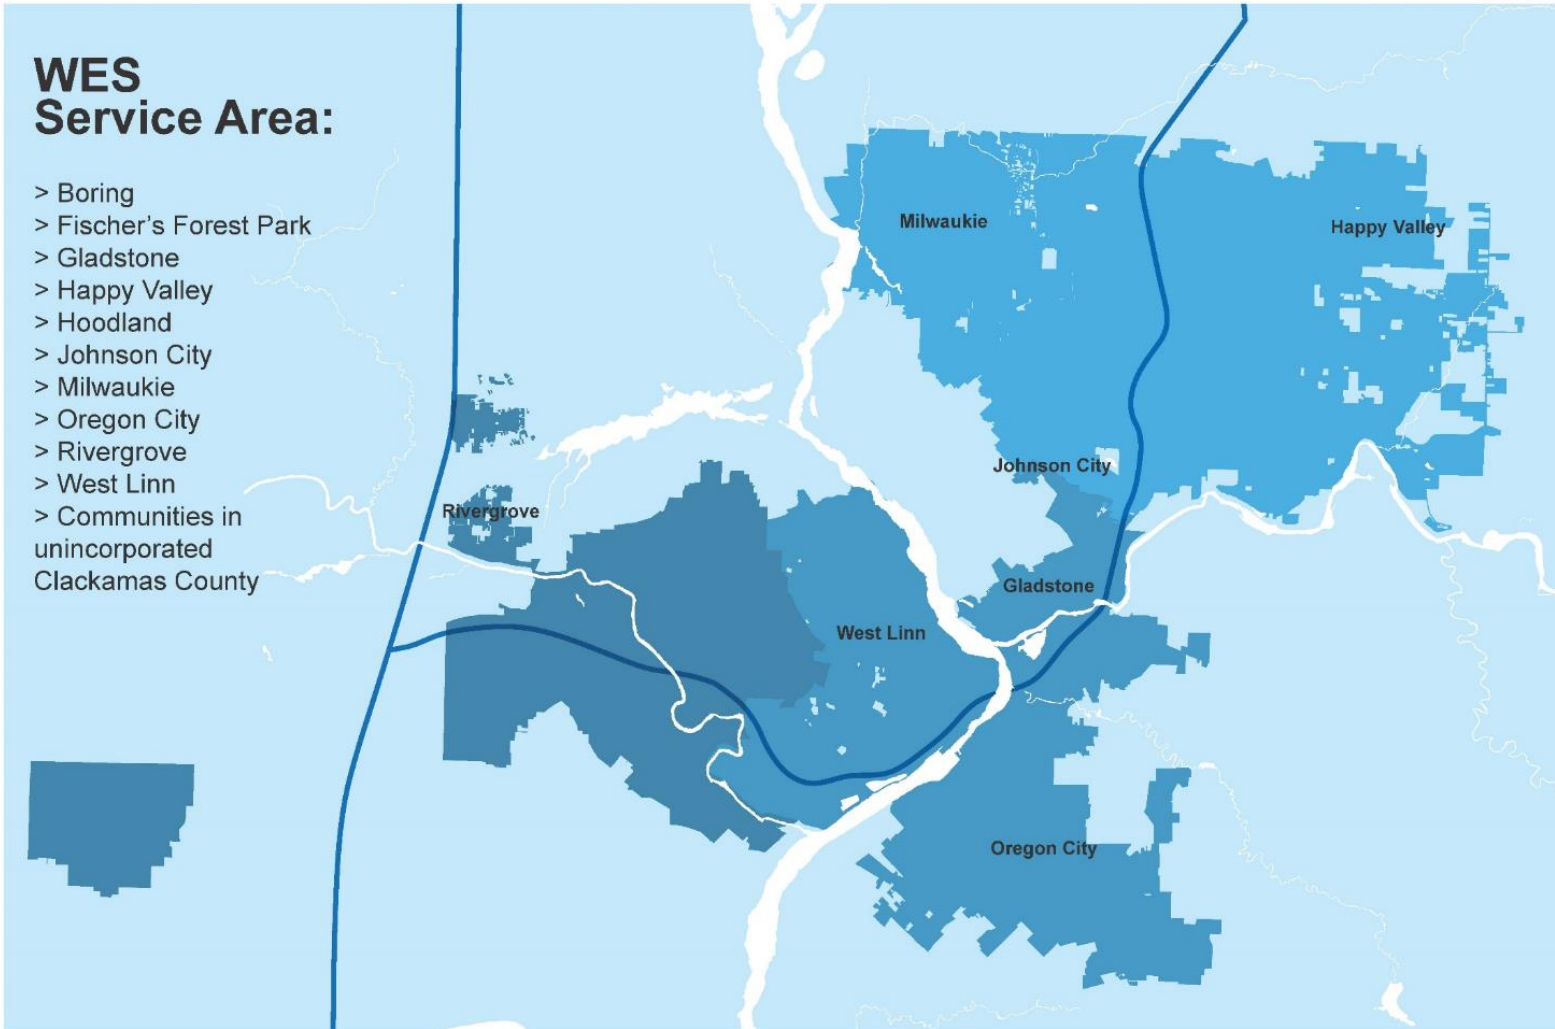 WES
Service Area:
> Boring
> Fischer’s Forest Park
> Gladstone
> Happy Valley
> Hoodland
> Johnson City
> Milwaukie
> Oregon City
> Rivergrove
> West Linn
> Communities in
unincorporated
Clackamas County
Milwaukie
Happy Valley
Johnson City
Rivergrove
Gladstone
West Linn
Oregon City